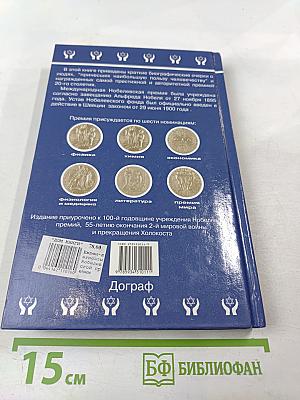 В этой книге приведены краткие биографические очерки о
людях, "принесших наибольшую пользу человечеству" и
награжденных самой престижной и авторитетной премией
20-го столетия.
Международная Нобелевская премия была учреждена
согласно завещанию Альфреда Нобеля от 27 ноября 1895
года. Устав Нобелевского фонда был официально введен в
действие в Швеции законом от 29 июня 1900 года.
Премия присуждается по шести номинациям:
физика
химия
экономика
физиология
и медицина
литература
премия
мира
Издание приурочено к 100-й годовщине учреждения Нобелевской
премий, 55-летию окончания 2-й мировой войны
и прекращения Холокоста
"ДОМ КНИГИ"
Дограф
15 см
БФ БИБЛИОФАН